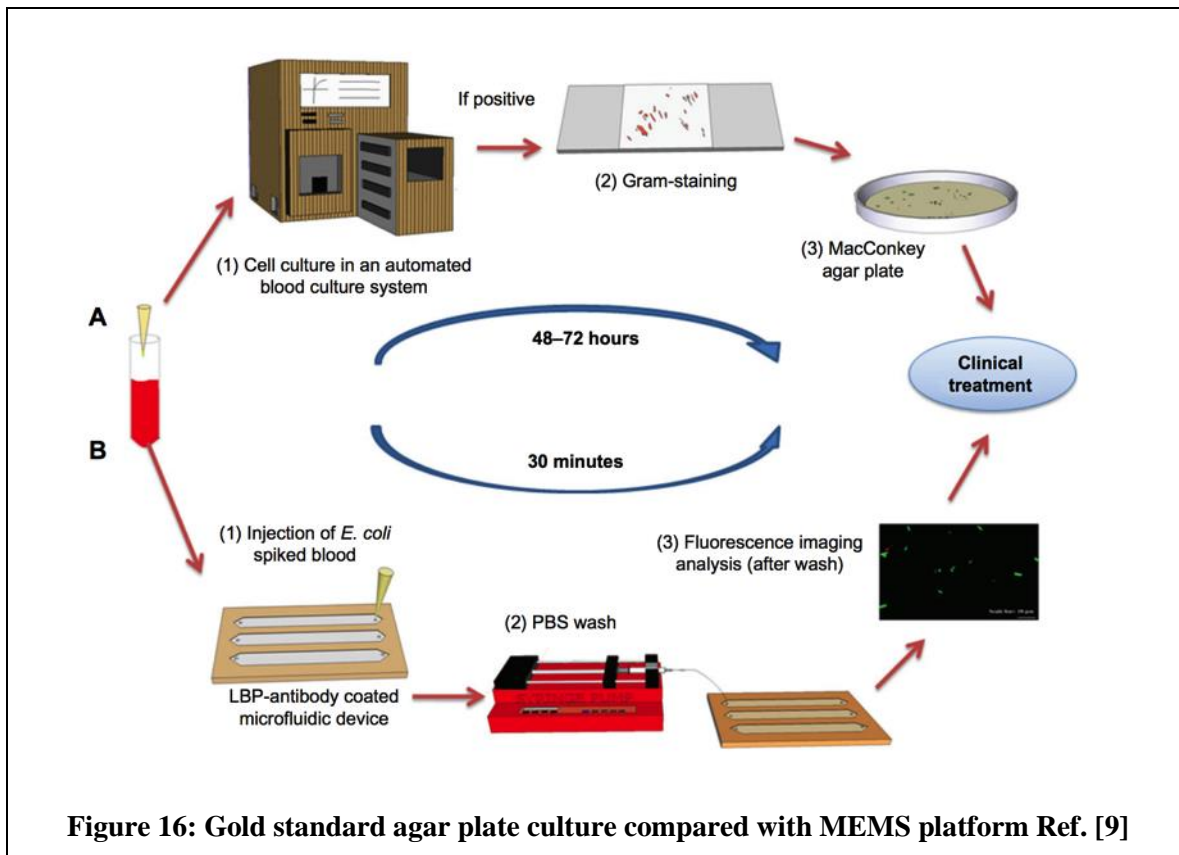 If positive
(2) Gram-staining
(1) Cell culture in an automated
blood culture system
(3) MacConkey
agar plate
A
48–72 hours
Clinical
treatment
B
30 minutes
(1) Injection of E. coli
spiked blood
(3) Fluorescence imaging
analysis (after wash)
(2) PBS wash
LBP-antibody coated
microfluidic device
Figure 16: Gold standard agar plate culture compared with MEMS platform Ref. [9]